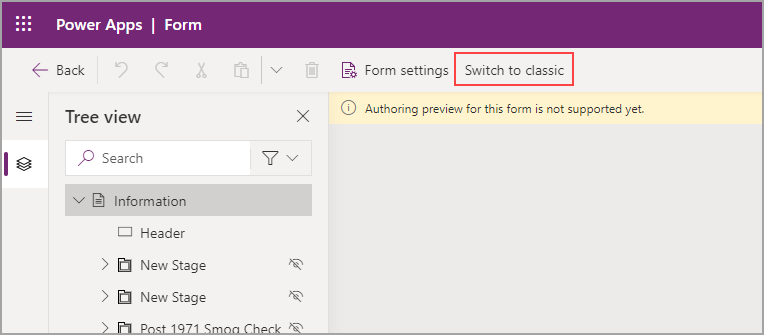 Power Apps | Form
Back
Form settings
Switch to classic
Tree view
Authoring preview for this form is not supported yet.
Search
Information
Header
New Stage
New Stage
Post 1971 Smog Check